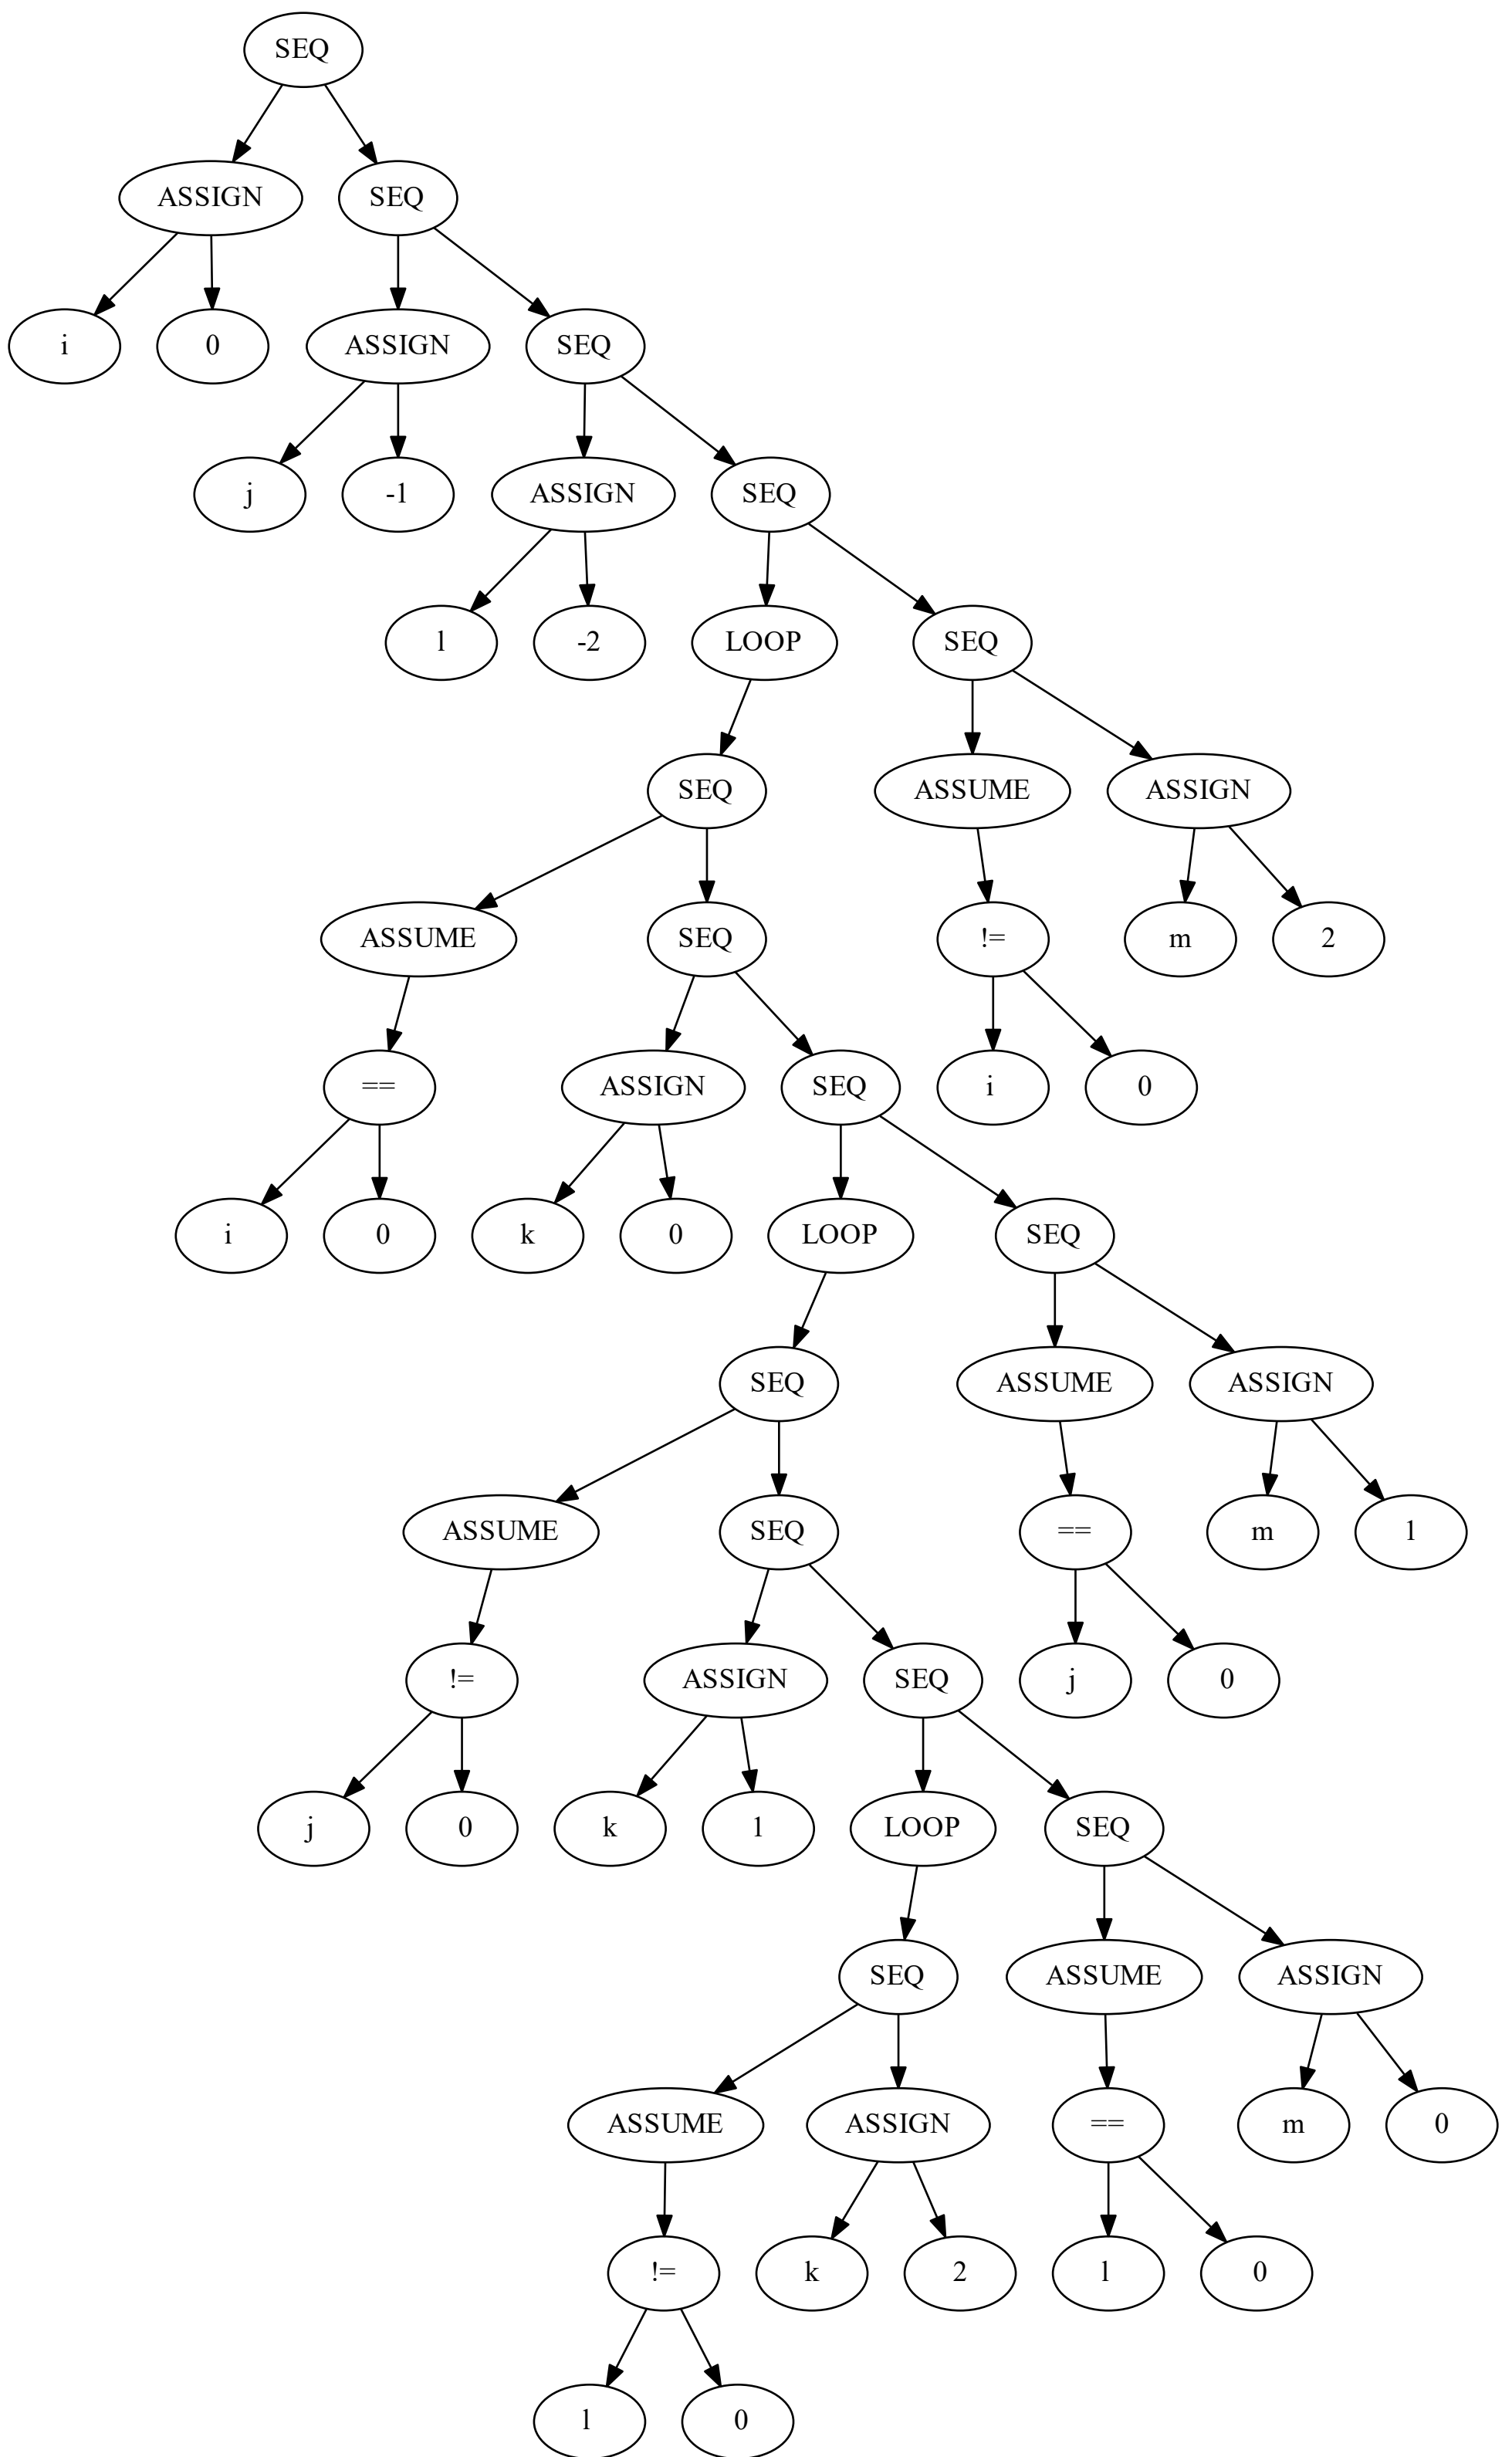 SEQ
ASSIGN SEQ
i 0 ASSIGN SEQ
j -1 ASSIGN SEQ
l -2 LOOP SEQ
SEQ ASSUME ASSIGN
ASSUME SEQ != m 2
== ASSIGN SEQ i 0
i 0 k 0 LOOP SEQ
SEQ ASSUME ASSIGN
ASSUME SEQ == m 1
!= ASSIGN SEQ j 0
j 0 k 1 LOOP SEQ
SEQ ASSUME ASSIGN
ASSUME ASSIGN == m 0
!= k 2 l 0
l 0